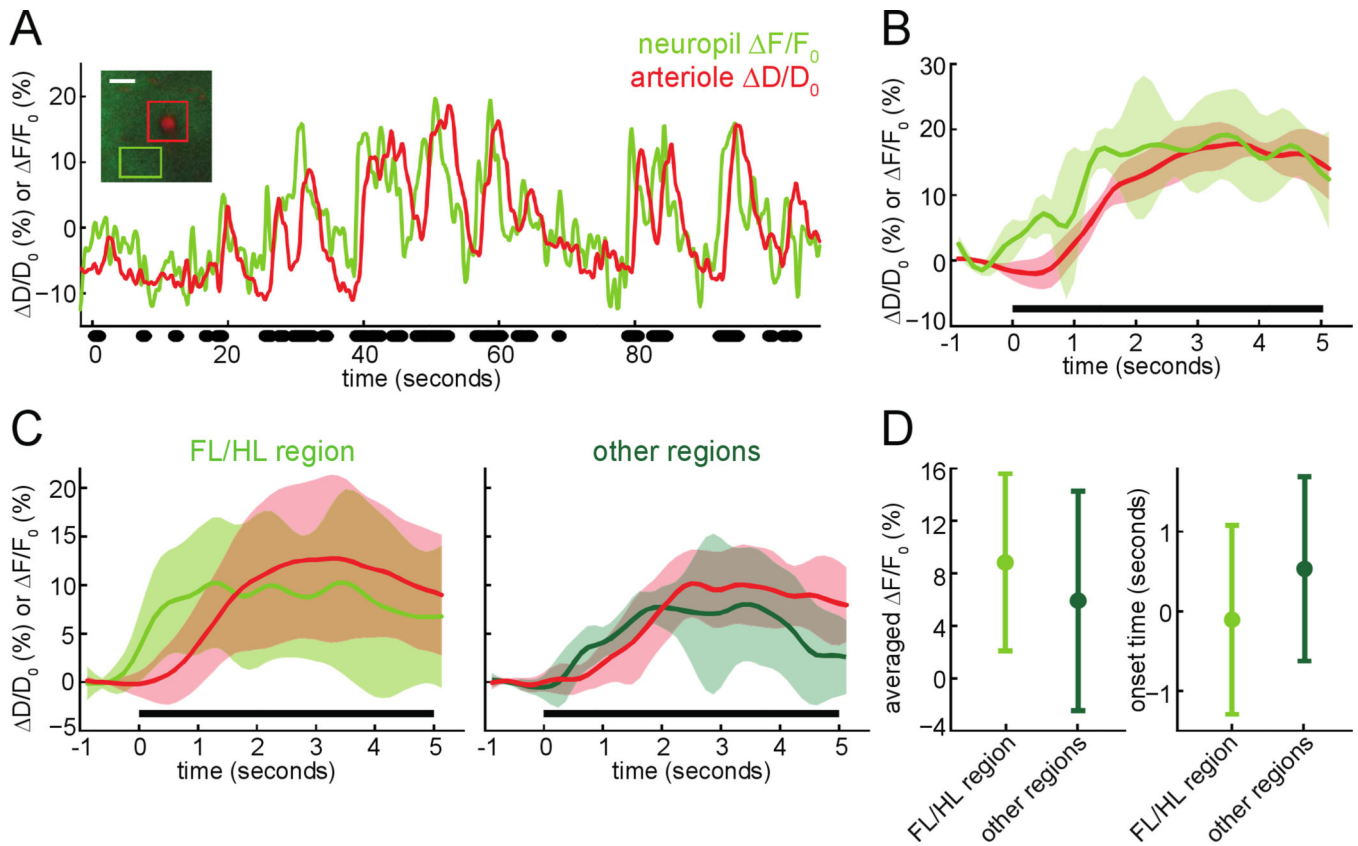 A
neuropil ΔF/F0
arteriole ΔD/D0
ΔD/D0 (%) or ΔF/F0 (%)
20
10
0
−10
0 20 40 60 80
time (seconds)
B
ΔD/D0 (%) or ΔF/F0 (%)
30
20
10
0
−10
-1 0 1 2 3 4 5
time (seconds)
C
FL/HL region
other regions
ΔD/D0 (%) or ΔF/F0 (%)
20
15
10
5
0
−5
-1 0 1 2 3 4 5
time (seconds)
-1 0 1 2 3 4 5
time (seconds)
D
averaged ΔF/F0 (%)
16
12
8
4
0
−4
FL/HL region
other regions
onset time (seconds)
1
0
−1
FL/HL region
other regions